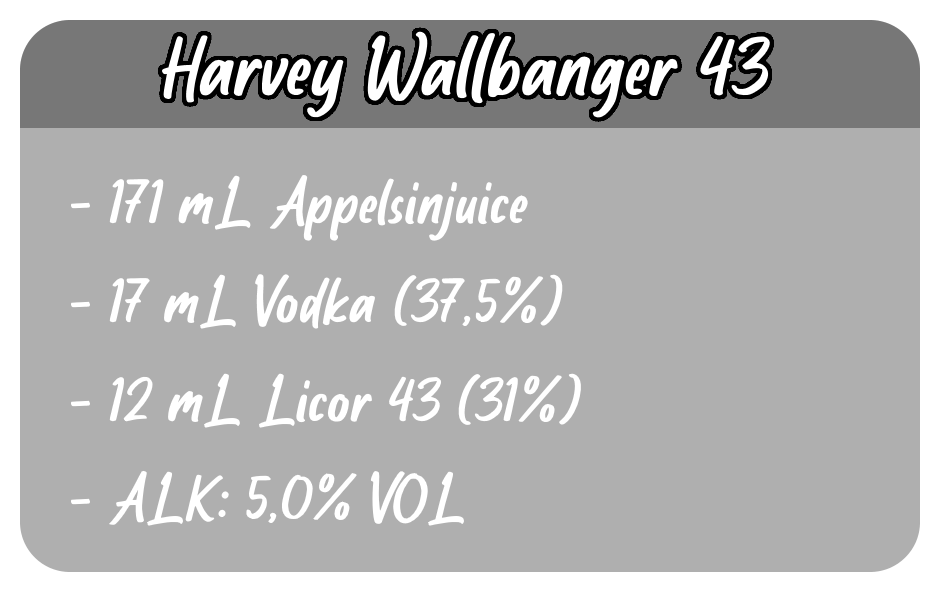 Harvey Wallbanger 43
- 171 mL Appelsinjuice
- 17 mL Vodka (37,5%)
- 12 mL Licor 43 (31%)
- ALK: 5,0% VOL